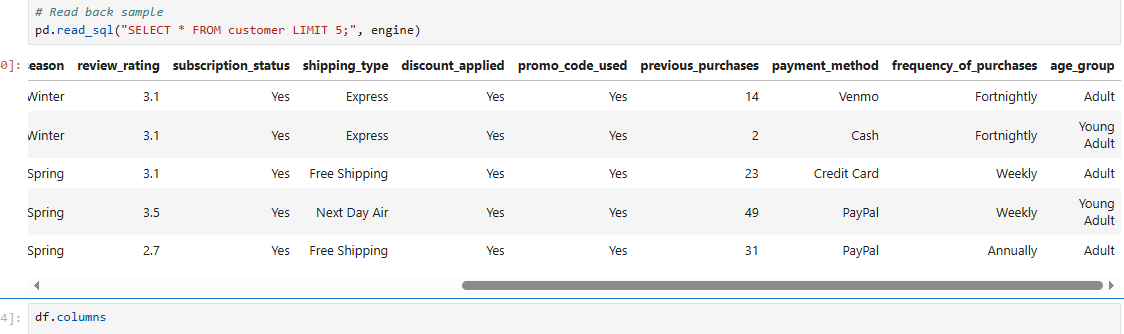 # Read back sample
pd.read_sql("SELECT * FROM customer LIMIT 5;", engine)
0]: eason review_rating subscription_status shipping_type discount_applied promo_code_used previous_purchases payment_method frequency_of_purchases age_group
Winter 3.1 Yes Express Yes Yes 14 Venmo Fortnightly Adult
Winter 3.1 Yes Express Yes Yes 2 Cash Fortnightly Young
Adult
Spring 3.1 Yes Free Shipping Yes Yes 23 Credit Card Weekly Adult
Spring 3.5 Yes Next Day Air Yes Yes 49 PayPal Weekly Young
Adult
Spring 2.7 Yes Free Shipping Yes Yes 31 PayPal Annually Adult
4]: df.columns